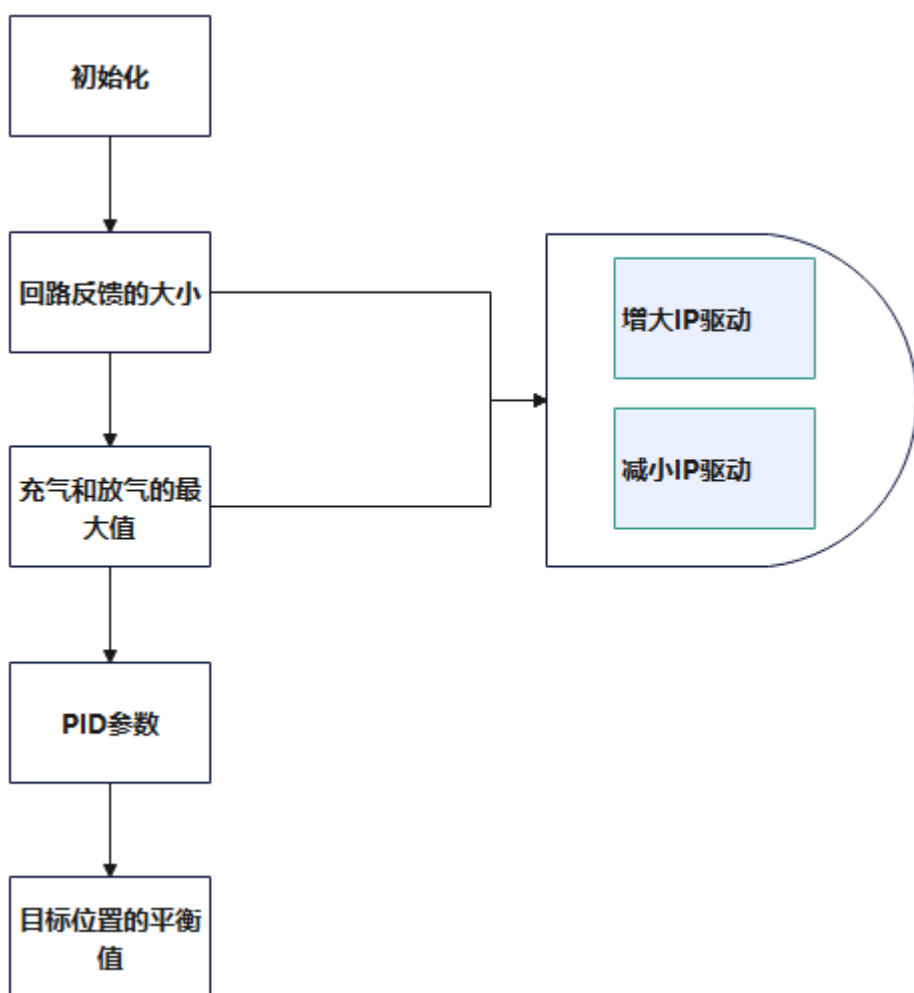 初始化
回路反馈的大小
增大IP驱动
减小IP驱动
充气和放气的最
大值
PID参数
目标位置的平衡
值